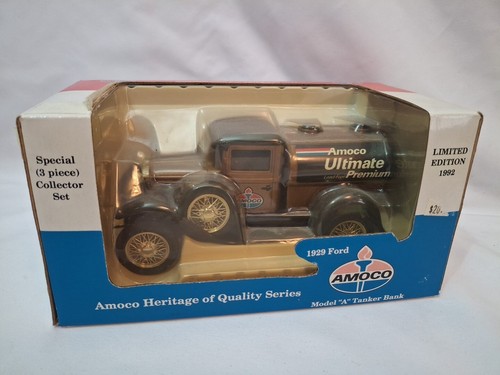 Special
(3 piece)
Collector
Set
Amoco
Ultimate
Premium
LIMITED
EDITION
1992
$20.
1929 Ford
AMOCO
Amoco Heritage of Quality Series
Model "A" Tanker Bank